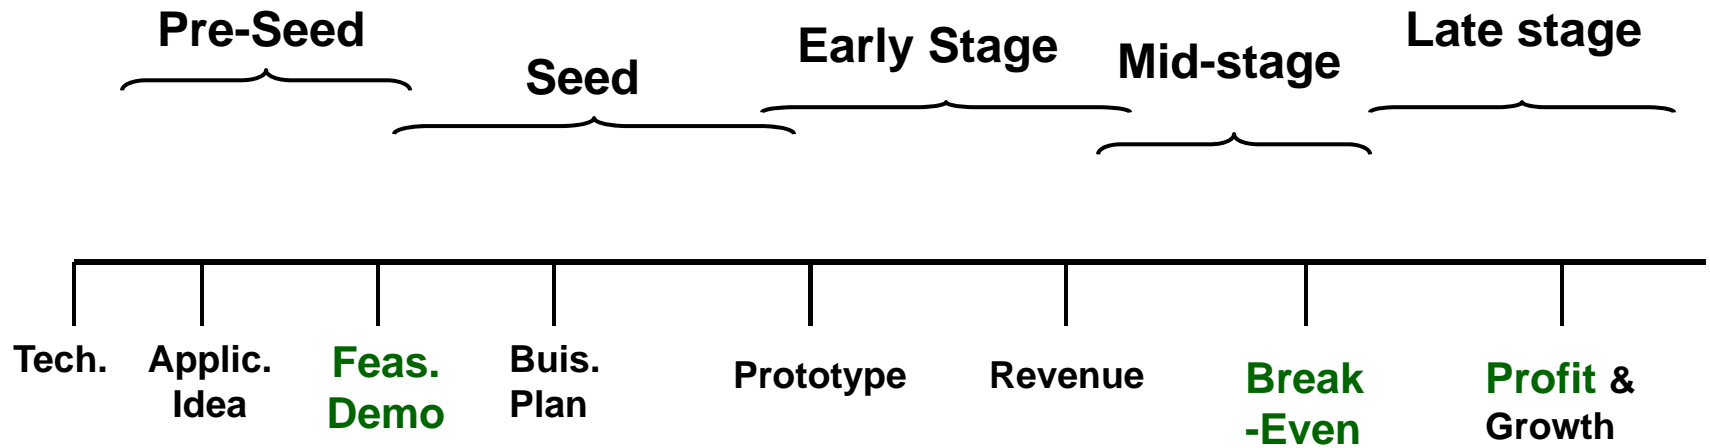 Pre-Seed
Seed
Early Stage
Mid-stage
Late stage
Tech.
Applic.
Idea
Feas.
Demo
Buis.
Plan
Prototype
Revenue
Break
-Even
Profit &
Growth